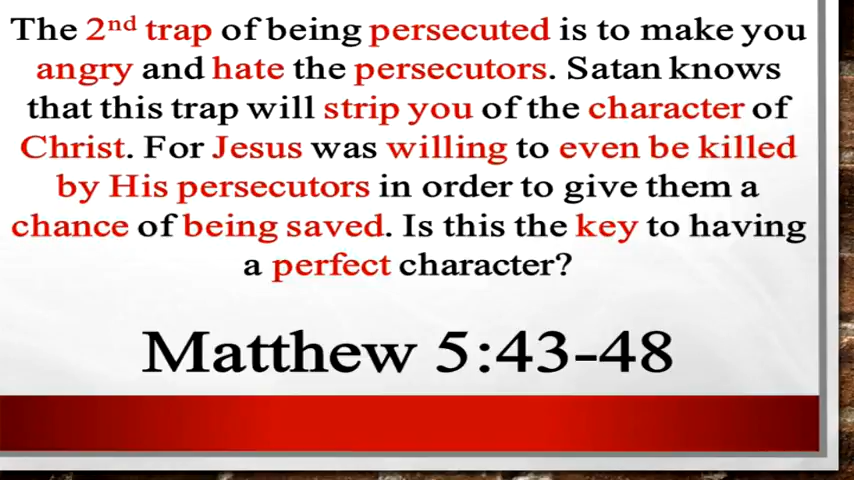 The 2nd trap of being persecuted is to make you
angry and hate the persecutors. Satan knows
that this trap will strip you of the character of
Christ. For Jesus was willing to even be killed
by His persecutors in order to give them a
chance of being saved. Is this the key to having
a perfect character?
Matthew 5:43-48